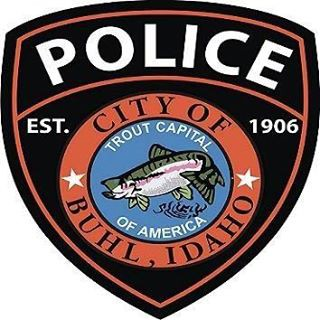 POLICE
EST. 1906
CITY OF
TROUT CAPITAL
OF AMERICA
BUHL, IDAHO